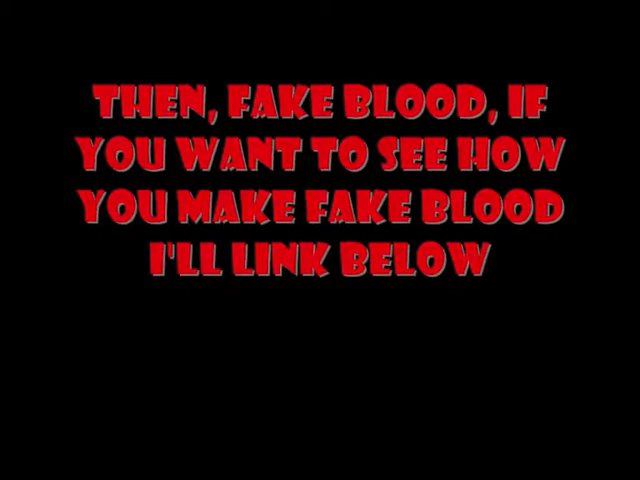 THEN, FAKE BLOOD, IF
YOU WANT TO SEE HOW
YOU MAKE FAKE BLOOD
I'LL LINK BELOW